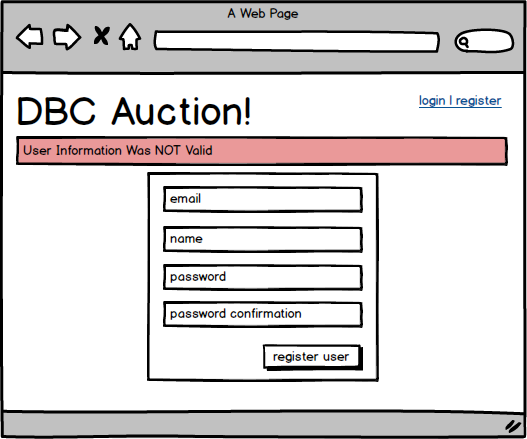 A Web Page
DBC Auction!
login | register
User Information Was NOT Valid
email
name
password
password confirmation
register user